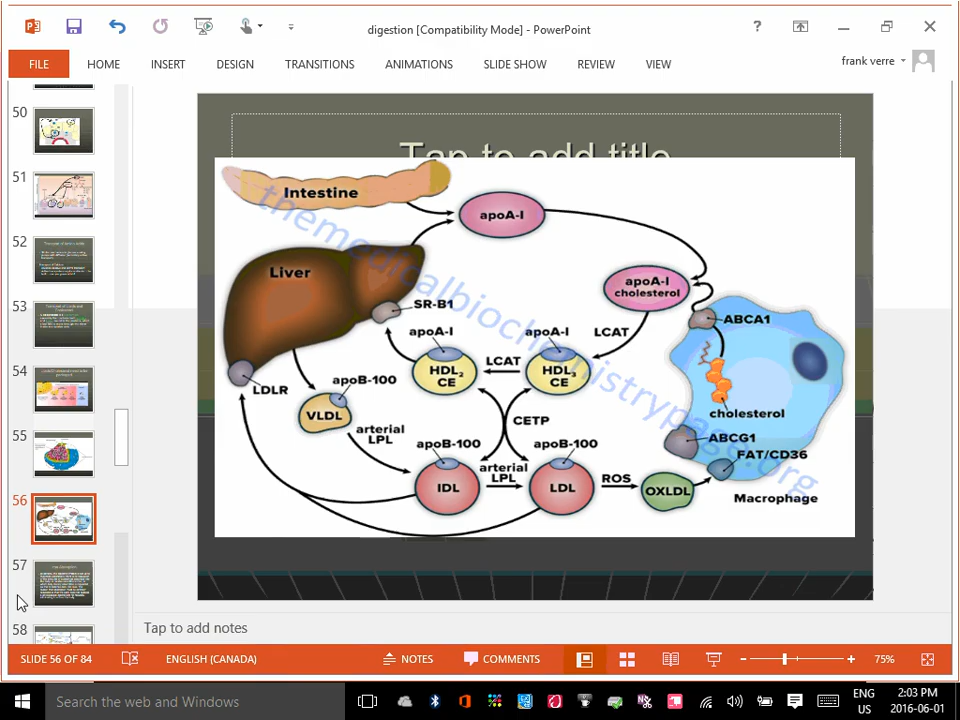 digestion [Compatibility Mode] - PowerPoint
?
FILE HOME INSERT DESIGN TRANSITIONS ANIMATIONS SLIDE SHOW REVIEW VIEW
frank verre
50
51
52
53
54
55
56
57
58
Tap to add title
Intestine
apoA-I
Liver
apoA-I
cholesterol
SR-B1
ABCA1
apoA-I
apoA-I
LCAT
HDL2
CE
LCAT
HDL
CE
LDLR
apoB-100
VLDL
cholesterol
CETP
arterial
LPL
apoB-100
apoB-100
ABCG1
FAT/CD36
IDL
arterial
LPL
LDL
ROS
OXLDL
Macrophage
themedicalbiochemistrypage.org
Tap to add notes
SLIDE 56 OF 84 ENGLISH (CANADA) NOTES COMMENTS 75%
Search the web and Windows
ENG
US
2:03 PM
2016-06-01